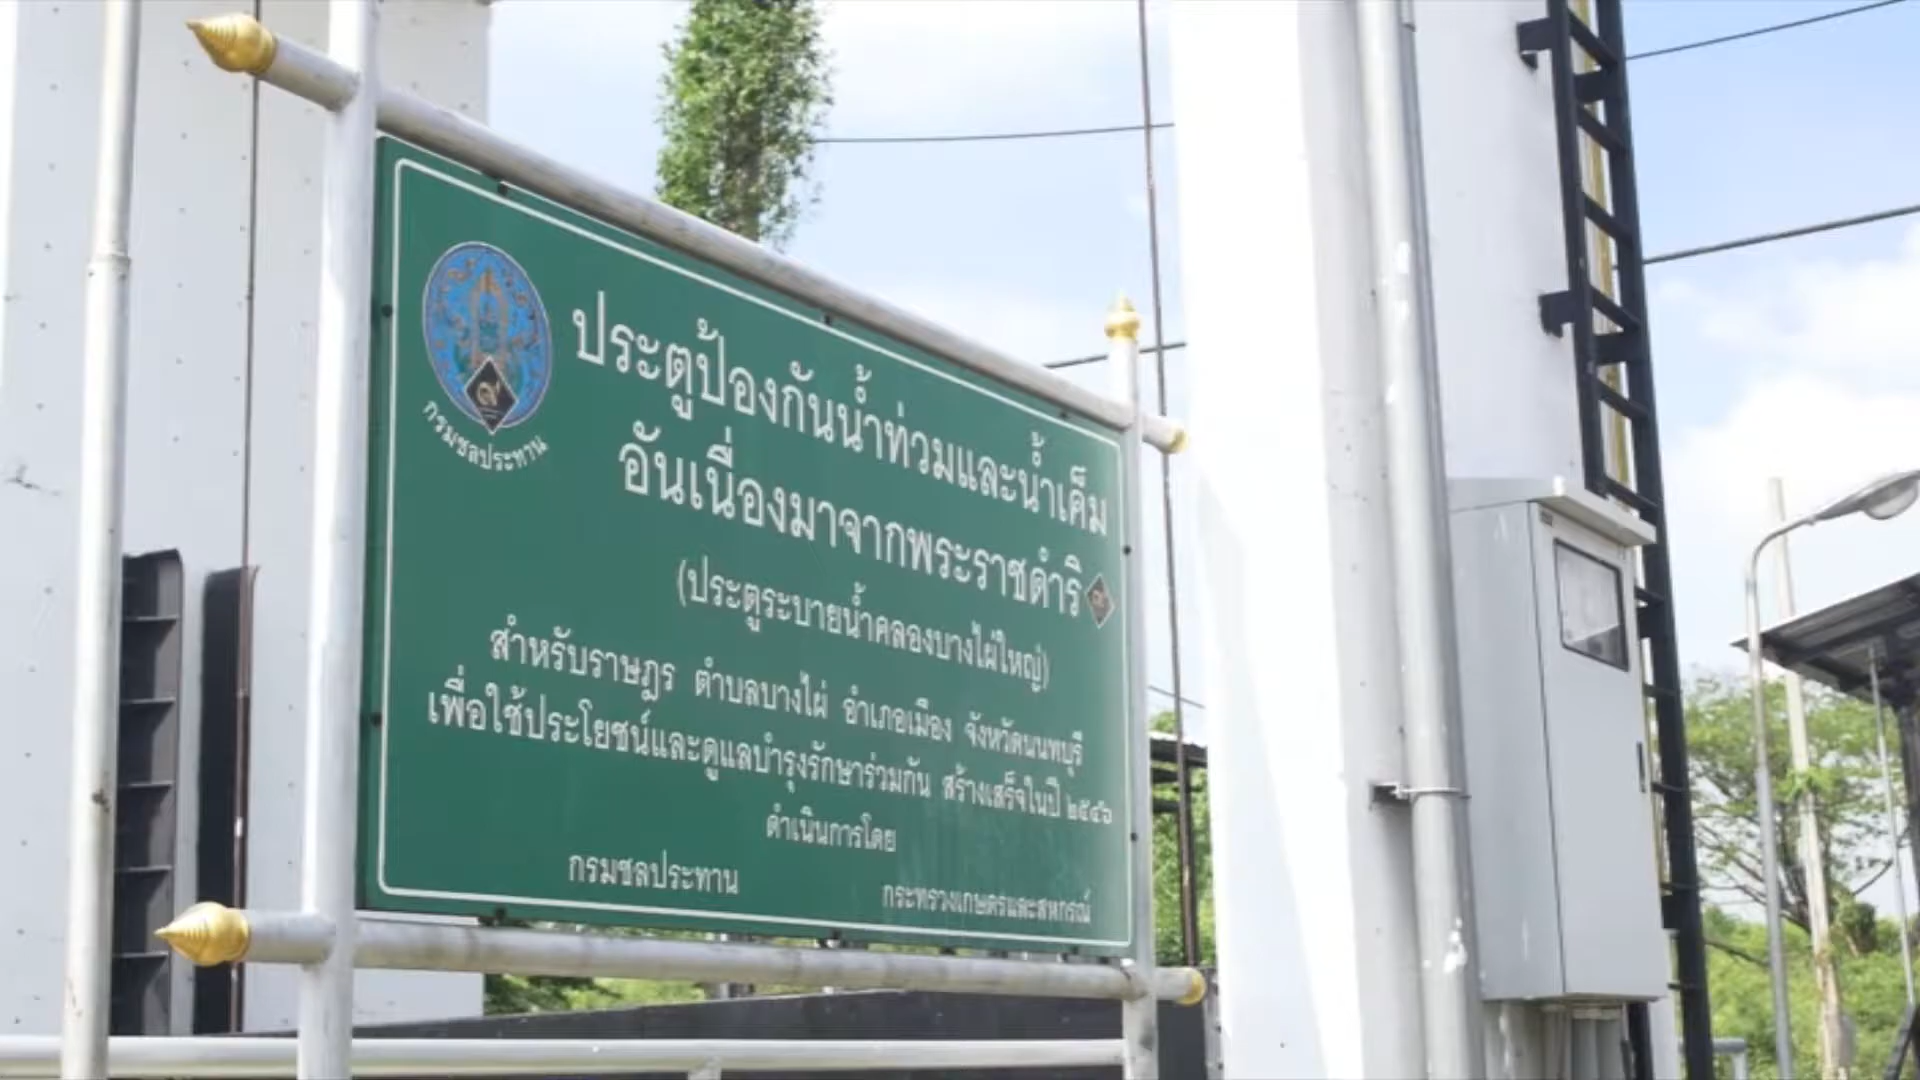 ประตูป้องกันน้ำท่วมและน้ำเค็ม
อันเนื่องมาจากพระราชดำริ
(ประตูระบายน้ำคลองบางไผ่ใหญ่)
สำหรับราษฎร ตำบลบางไผ่ อำเภอเมือง จังหวัดนนทบุรี
เพื่อใช้ประโยชน์และดูแลบำรุงรักษาร่วมกัน สร้างเสร็จในปี ๒๕๔๖
ดำเนินการโดย
กรมชลประทาน กระทรวงเกษตรและสหกรณ์
๙
กรมชลประทาน